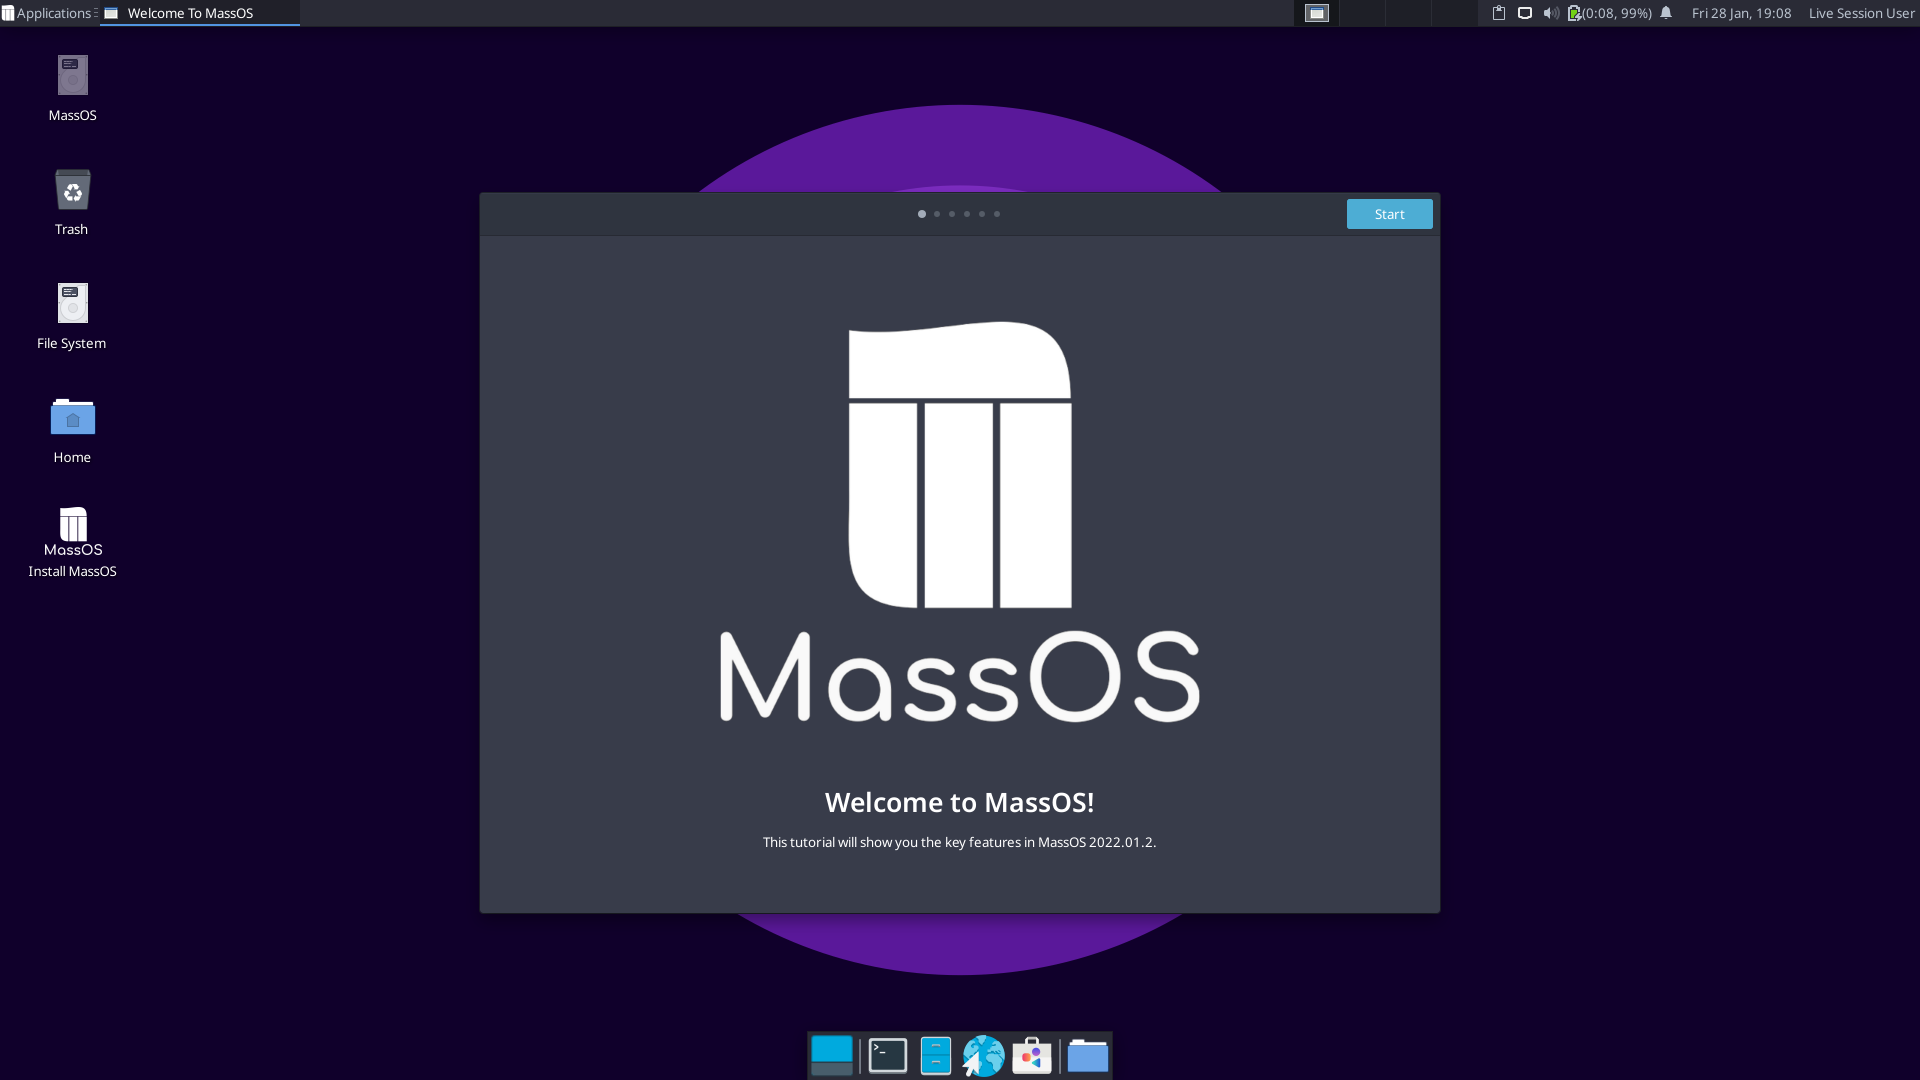 Applications
Welcome To MassOS
(0:08, 99%)
Fri 28 Jan, 19:08
Live Session User
MassOS
Trash
File System
Home
MassOS
Install MassOS
Start
MassOS
Welcome to MassOS!
This tutorial will show you the key features in MassOS 2022.01.2.
>_